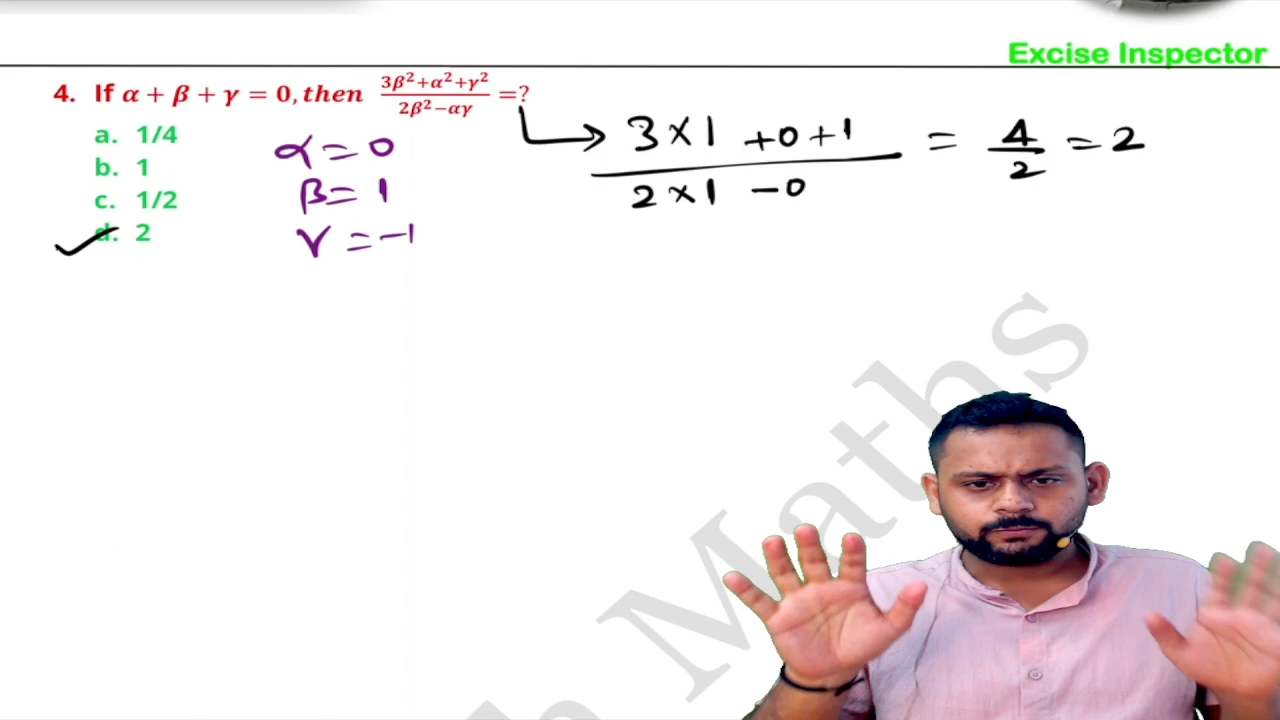 Excise Inspector
4. If α + β + γ = 0, then (3β²+α²+γ²)/(2β²−αγ) =?
a. 1/4
b. 1
c. 1/2
d. 2
α = 0
β = 1
γ = -1
3 × 1 + 0 + 1 / 2 × 1 - 0 = 4/2 = 2
Maths